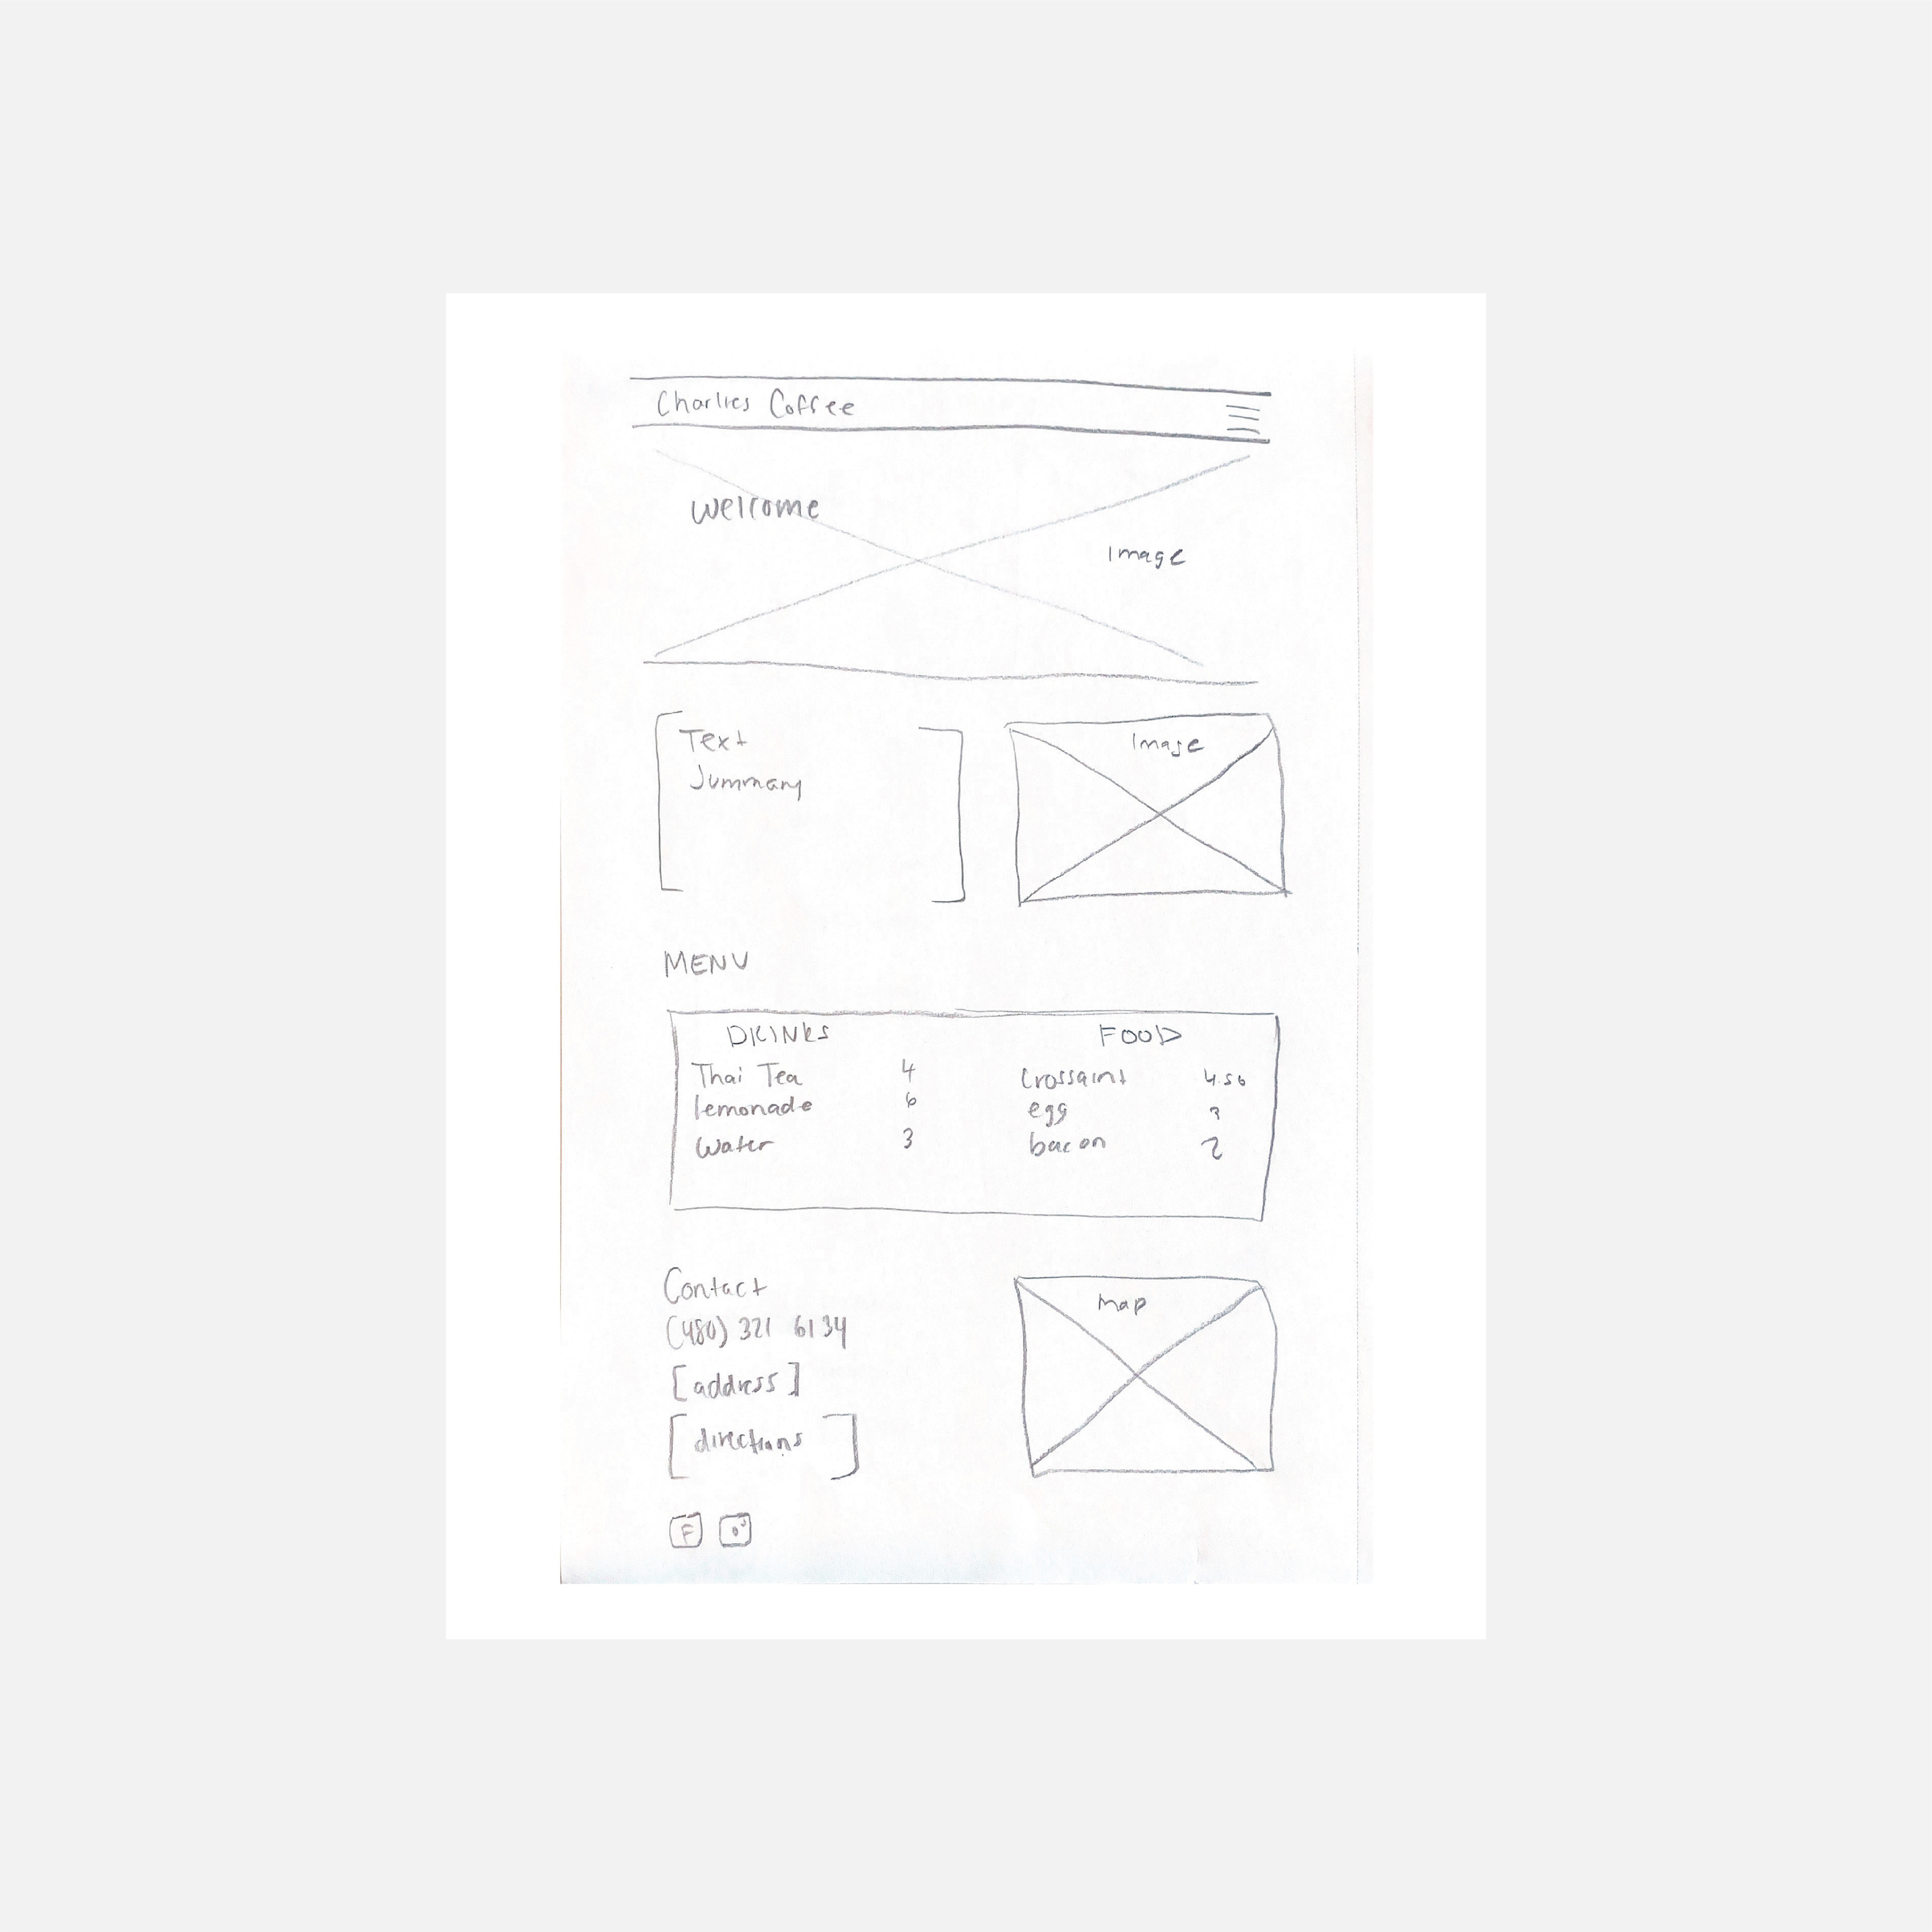 Charlies Coffee
Welcome
Image
Text
Summary
Image
MENU
DRINKS FOOD
Thai Tea 4 Crossaint 4.50
lemonade 6 egg 3
Water 3 bacon 2
Contact
map
(480) 321 6134
[address]
[directions]
F